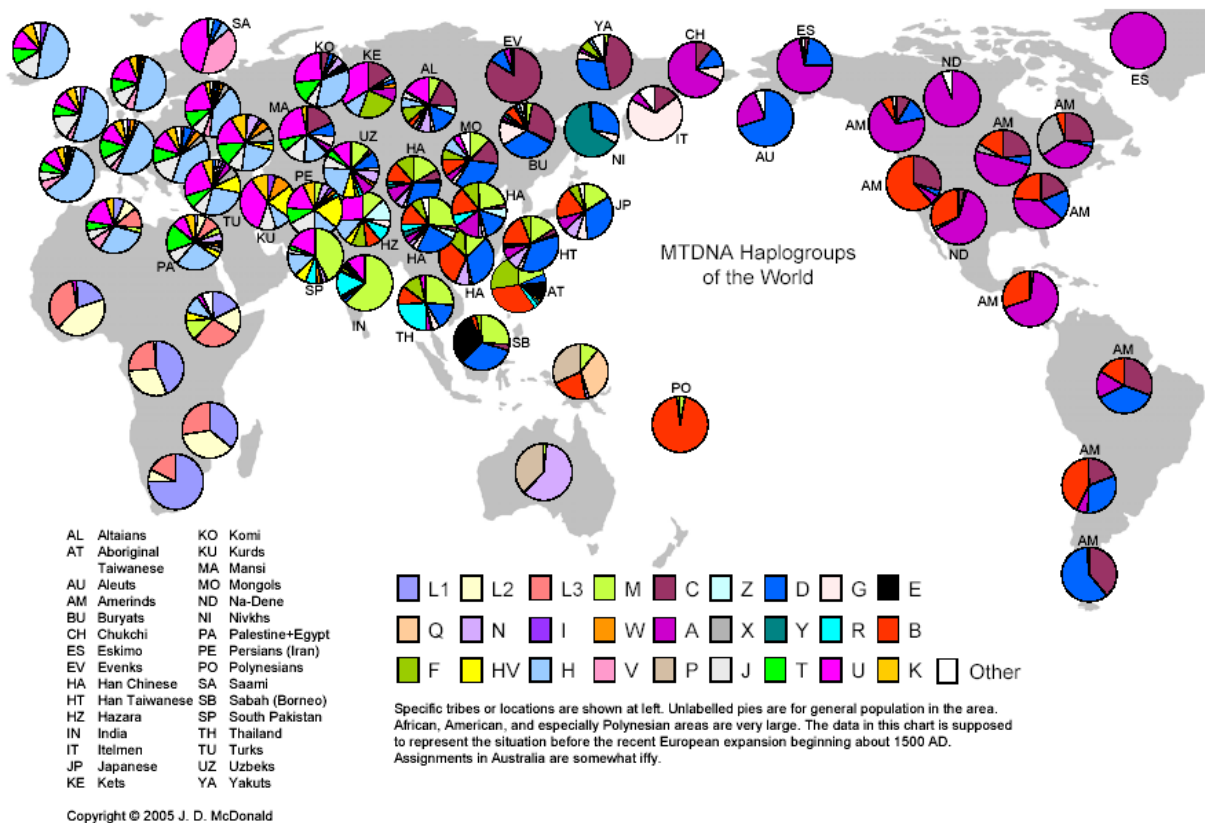 SA
YA
ES
KO
KE
EV
CH
ND
ES
AL
AM
MA
MO
IT
AM
UZ
HA
BU
NI
AU
AM
PE
HA
AM
TU
JP
AM
KU
HZ
HT
MTDNA Haplogroups
of the World
ND
PA
HA
SP
HA
AT
IN
AM
TH
SB
AM
PO
AM
AM
AL Altaians KO Komi
AT Aboriginal KU Kurds
Taiwanese MA Mansi
AU Aleuts MO Mongols
AM Amerinds ND Na-Dene
BU Buryats NI Nivkhs
CH Chukchi PA Palestine+Egypt
ES Eskimo PE Persians (Iran)
EV Evenks PO Polynesians
HA Han Chinese SA Saami
HT Han Taiwanese SB Sabah (Borneo)
HZ Hazara SP South Pakistan
IN India TH Thailand
IT Itelmen TU Turks
JP Japanese UZ Uzbeks
KE Kets YA Yakuts
L1 L2 L3 M C Z D G E
Q N I W A X Y R B
F HV H V P J T U K Other
Specific tribes or locations are shown at left. Unlabelled pies are for general population in the area.
African, American, and especially Polynesian areas are very large. The data in this chart is supposed
to represent the situation before the recent European expansion beginning about 1500 AD.
Assignments in Australia are somewhat iffy.
Copyright © 2005 J. D. McDonald